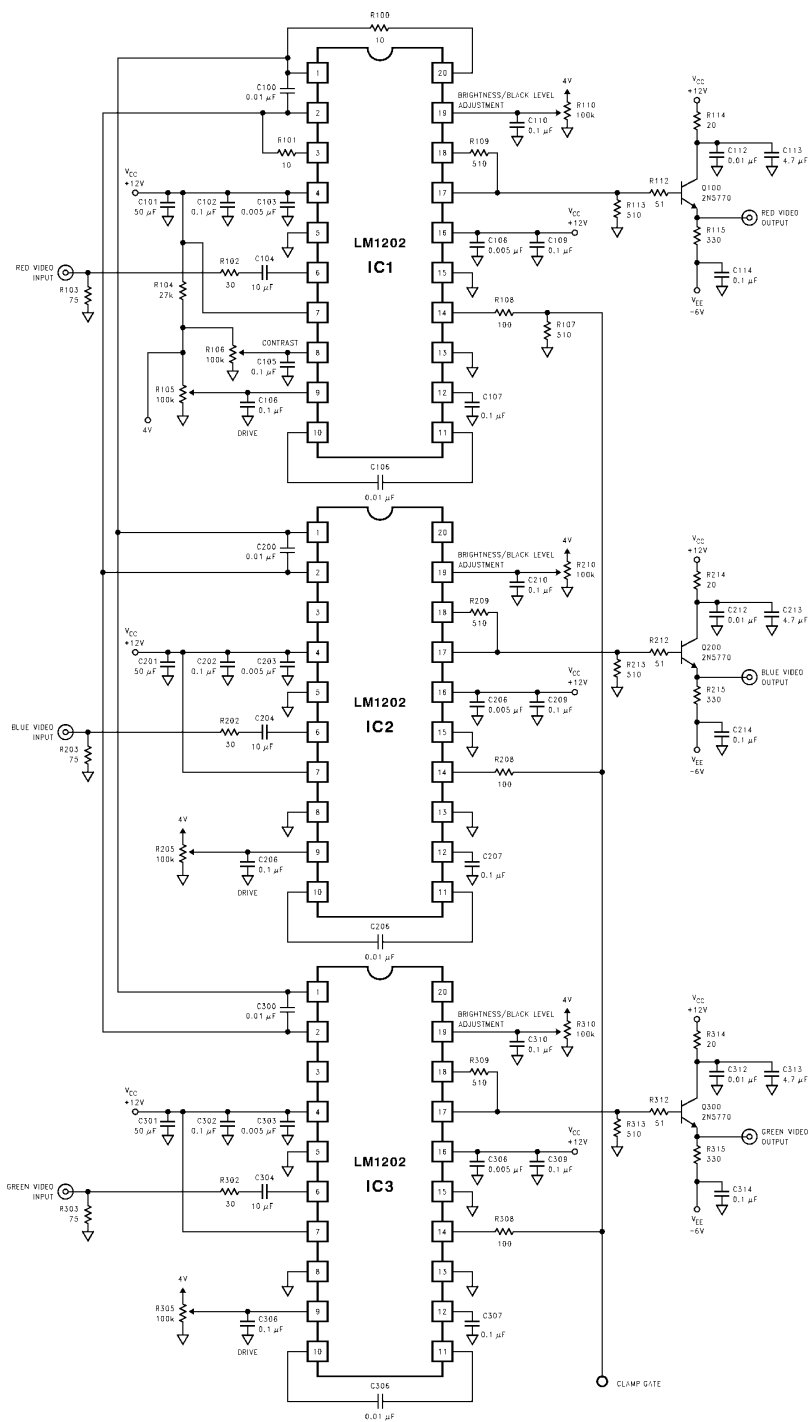 R100
10
1
20
C100
0.01 μF
BRIGHTNESS/BLACK LEVEL
ADJUSTMENT
4V
R110
100k
VCC
+12V
R114
20
2
19
C110
0.1 μF
R101
10
3
18
R109
510
C112
0.01 μF
C113
4.7 μF
VCC
+12V
4
17
R112
51
Q100
2N5770
C101
50 μF
C102
0.1 μF
C103
0.005 μF
R113
510
RED VIDEO
OUTPUT
5
LM1202
IC1
16
VCC
+12V
C106
0.005 μF
C109
0.1 μF
R115
330
RED VIDEO
INPUT
R103
75
R102
30
C104
10 μF
6
15
C114
0.1 μF
VEE
-6V
R104
27k
7
14
R108
100
R107
510
R106
100k
CONTRAST
8
13
C105
0.1 μF
R105
100k
9
12
C107
0.1 μF
4V
C106
0.1 μF
DRIVE
10
11
C106
0.01 μF
1
20
C200
0.01 μF
BRIGHTNESS/BLACK LEVEL
ADJUSTMENT
4V
R210
100k
VCC
+12V
R214
20
2
19
C210
0.1 μF
3
18
R209
510
C212
0.01 μF
C213
4.7 μF
VCC
+12V
4
17
R212
51
Q200
2N5770
C201
50 μF
C202
0.1 μF
C203
0.005 μF
R213
510
BLUE VIDEO
OUTPUT
5
LM1202
IC2
16
VCC
+12V
C206
0.005 μF
C209
0.1 μF
R215
330
BLUE VIDEO
INPUT
R203
75
R202
30
C204
10 μF
6
15
C214
0.1 μF
VEE
-6V
7
14
R208
100
8
13
4V
R205
100k
9
12
C207
0.1 μF
C206
0.1 μF
DRIVE
10
11
C206
0.01 μF
1
20
C300
0.01 μF
BRIGHTNESS/BLACK LEVEL
ADJUSTMENT
4V
R310
100k
VCC
+12V
R314
20
2
19
C310
0.1 μF
3
18
R309
510
C312
0.01 μF
C313
4.7 μF
VCC
+12V
4
17
R312
51
Q300
2N5770
C301
50 μF
C302
0.1 μF
C303
0.005 μF
R313
510
GREEN VIDEO
OUTPUT
5
LM1202
IC3
16
VCC
+12V
C306
0.005 μF
C309
0.1 μF
R315
330
GREEN VIDEO
INPUT
R303
75
R302
30
C304
10 μF
6
15
C314
0.1 μF
VEE
-6V
7
14
R308
100
8
13
4V
R305
100k
9
12
C307
0.1 μF
C306
0.1 μF
DRIVE
10
11
C306
0.01 μF
CLAMP GATE